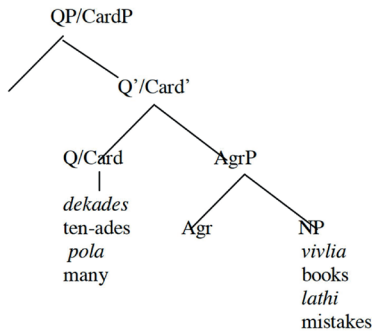 QP/CardP
Q’/Card’
Q/Card
AgrP
dekades
ten-ades
pola
many
Agr
NP
vivlia
books
lathi
mistakes